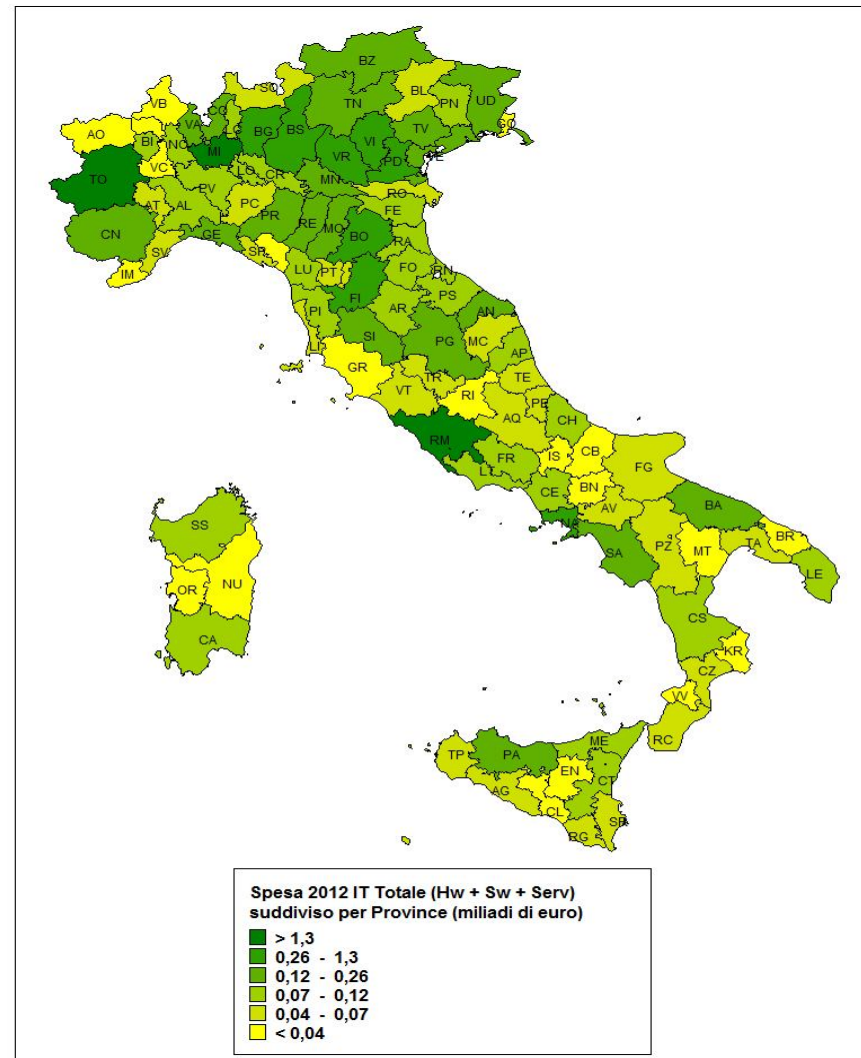 BZ
SO
BL
VB
CO
TN
PN
UD
VA
LC
AO
BI
NO
BG
BS
VI
TV
GO
MI
VR
PD
VE
VC
TO
LO
CR
MN
PV
RO
AT
AL
PC
FE
PR
RE
MO
CN
GE
BO
RA
SV
SP
IM
LU
PT
FO
RN
FI
PS
PI
AR
AN
SI
MC
LI
PG
AP
GR
TR
TE
VT
RI
PE
AQ
CH
RM
IS
CB
FR
FG
LT
BN
CE
AV
BA
NA
SS
SA
PZ
MT
TA
BR
LE
OR
NU
CS
CA
KR
CZ
VV
RC
TP
PA
ME
EN
CT
AG
CL
SR
RG
Spesa 2012 IT Totale (Hw + Sw + Serv)
suddiviso per Province (miliadi di euro)
> 1,3
0,26 - 1,3
0,12 - 0,26
0,07 - 0,12
0,04 - 0,07
< 0,04